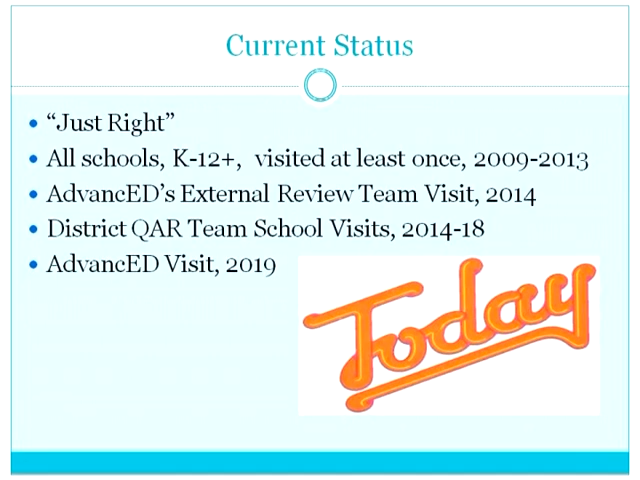 Current Status
“Just Right”
All schools, K-12+, visited at least once, 2009-2013
AdvancED’s External Review Team Visit, 2014
District QAR Team School Visits, 2014-18
AdvancED Visit, 2019
Today